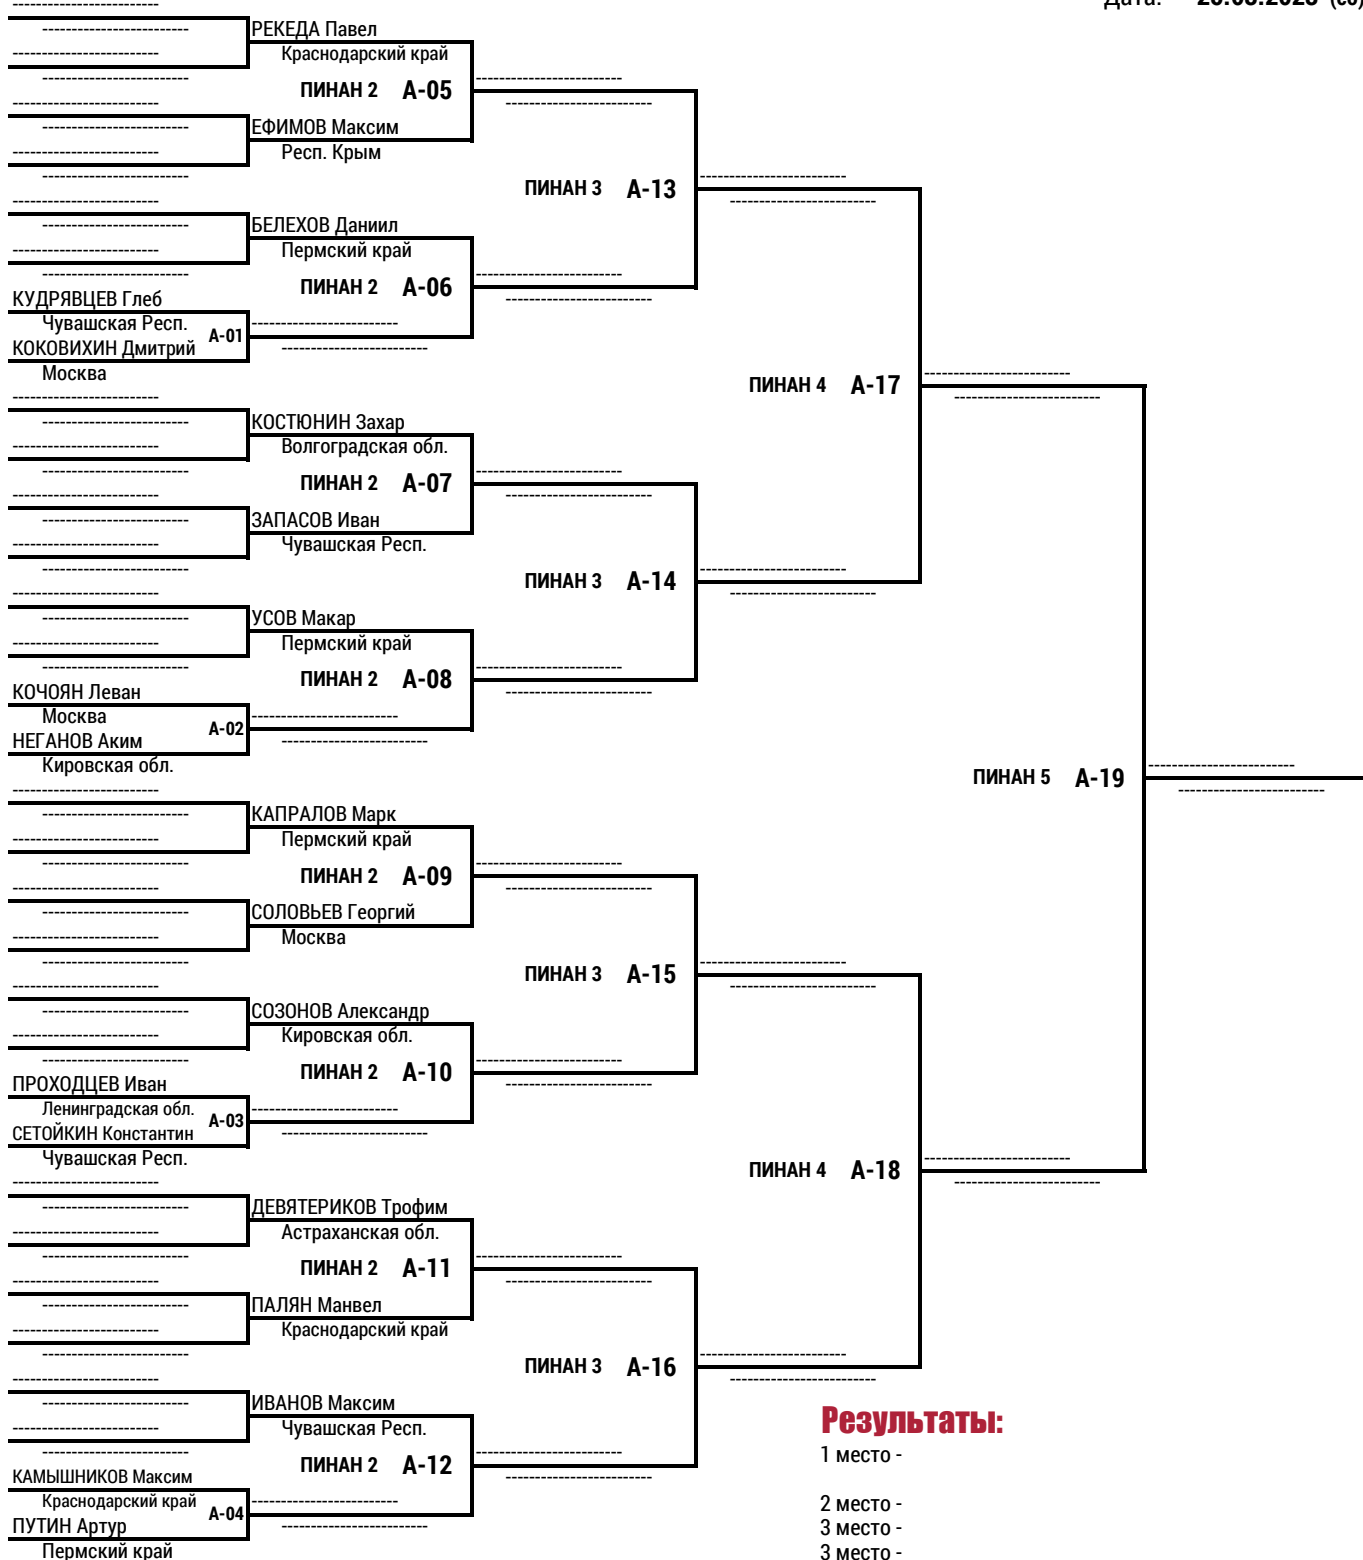 Дата:
РЕКЕДА Павел
Краснодарский край
ПИНАН 2 А-05
ЕФИМОВ Максим
Респ. Крым
ПИНАН 3 А-13
БЕЛЕХОВ Даниил
Пермский край
ПИНАН 2 А-06
КУДРЯВЦЕВ Глеб
Чувашская Респ.
А-01
КОКОВИХИН Дмитрий
Москва
ПИНАН 4 А-17
КОСТЮНИН Захар
Волгоградская обл.
ПИНАН 2 А-07
ЗАПАСОВ Иван
Чувашская Респ.
ПИНАН 3 А-14
УСОВ Макар
Пермский край
ПИНАН 2 А-08
КОЧОЯН Леван
Москва
А-02
НЕГАНОВ Аким
Кировская обл.
ПИНАН 5 А-19
КАПРАЛОВ Марк
Пермский край
ПИНАН 2 А-09
СОЛОВЬЕВ Георгий
Москва
ПИНАН 3 А-15
СОЗОНОВ Александр
Кировская обл.
ПИНАН 2 А-10
ПРОХОДЦЕВ Иван
Ленинградская обл.
А-03
СЕТОЙКИН Константин
Чувашская Респ.
ПИНАН 4 А-18
ДЕВЯТЕРИКОВ Трофим
Астраханская обл.
ПИНАН 2 А-11
ПАЛЯН Манвел
Краснодарский край
ПИНАН 3 А-16
ИВАНОВ Максим
Чувашская Респ.
ПИНАН 2 А-12
КАМЫШНИКОВ Максим
Краснодарский край
А-04
ПУТИН Артур
Пермский край
Результаты:
1 место -
2 место -
3 место -
3 место -